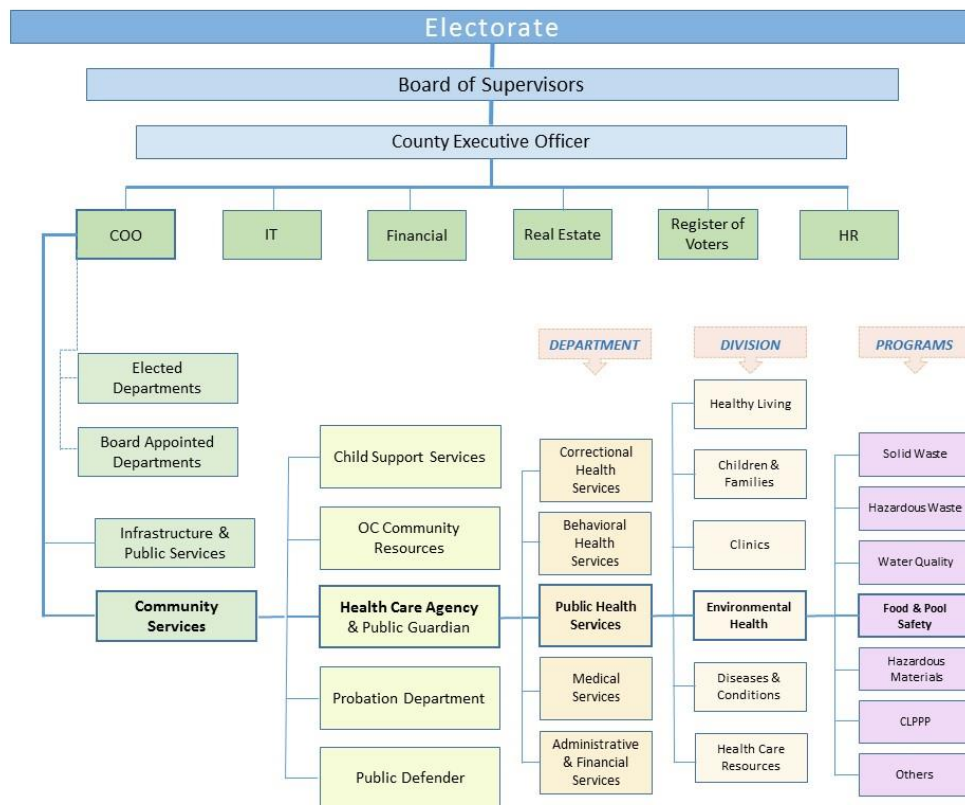 Electorate
Board of Supervisors
County Executive Officer
COO
IT
Financial
Real Estate
Register of
Voters
HR
DEPARTMENT
DIVISION
PROGRAMS
Elected
Departments
Board Appointed
Departments
Infrastructure &
Public Services
Community
Services
Child Support Services
OC Community
Resources
Health Care Agency
& Public Guardian
Probation Department
Public Defender
Correctional
Health
Services
Behavioral
Health
Services
Public Health
Services
Medical
Services
Administrative
& Financial
Services
Healthy Living
Children &
Families
Clinics
Environmental
Health
Diseases &
Conditions
Health Care
Resources
Solid Waste
Hazardous Waste
Water Quality
Food & Pool
Safety
Hazardous
Materials
CLPPP
Others